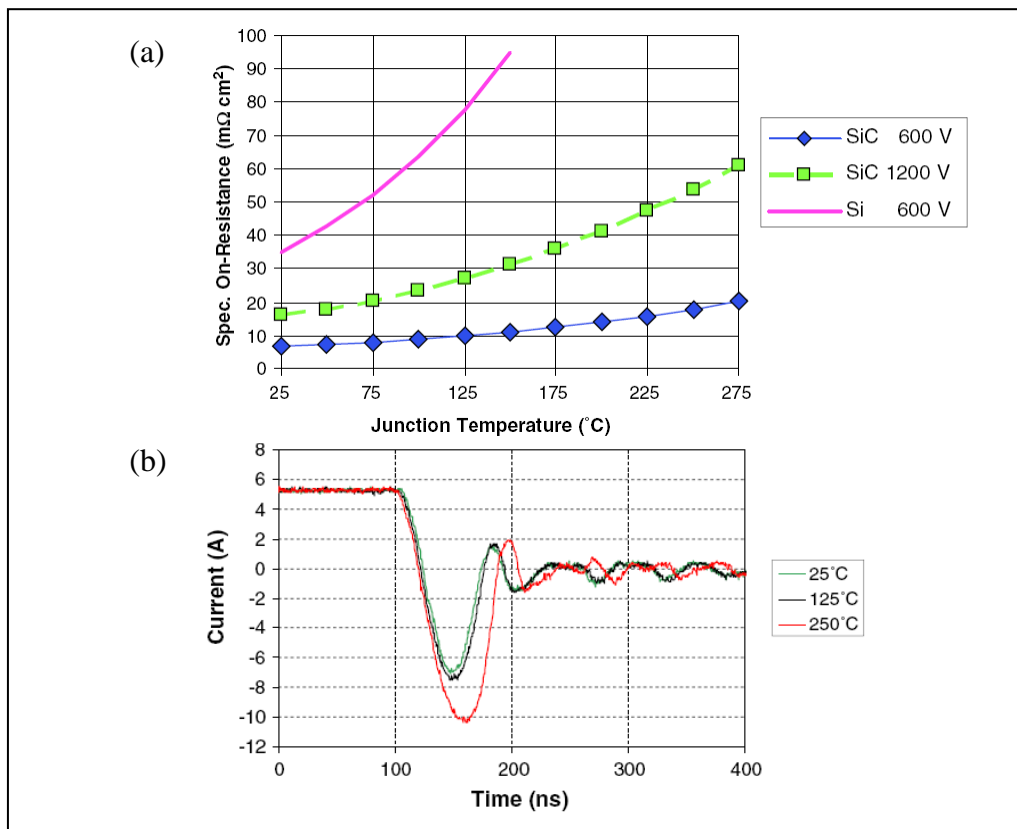 (a)
Spec. On-Resistance (mΩ cm²)
100
90
80
70
60
50
40
30
20
10
0
25 75 125 175 225 275
Junction Temperature (˚C)
SiC 600 V
SiC 1200 V
Si 600 V
(b)
Current (A)
8
6
4
2
0
-2
-4
-6
-8
-10
-12
0 100 200 300 400
Time (ns)
25˚C
125˚C
250˚C